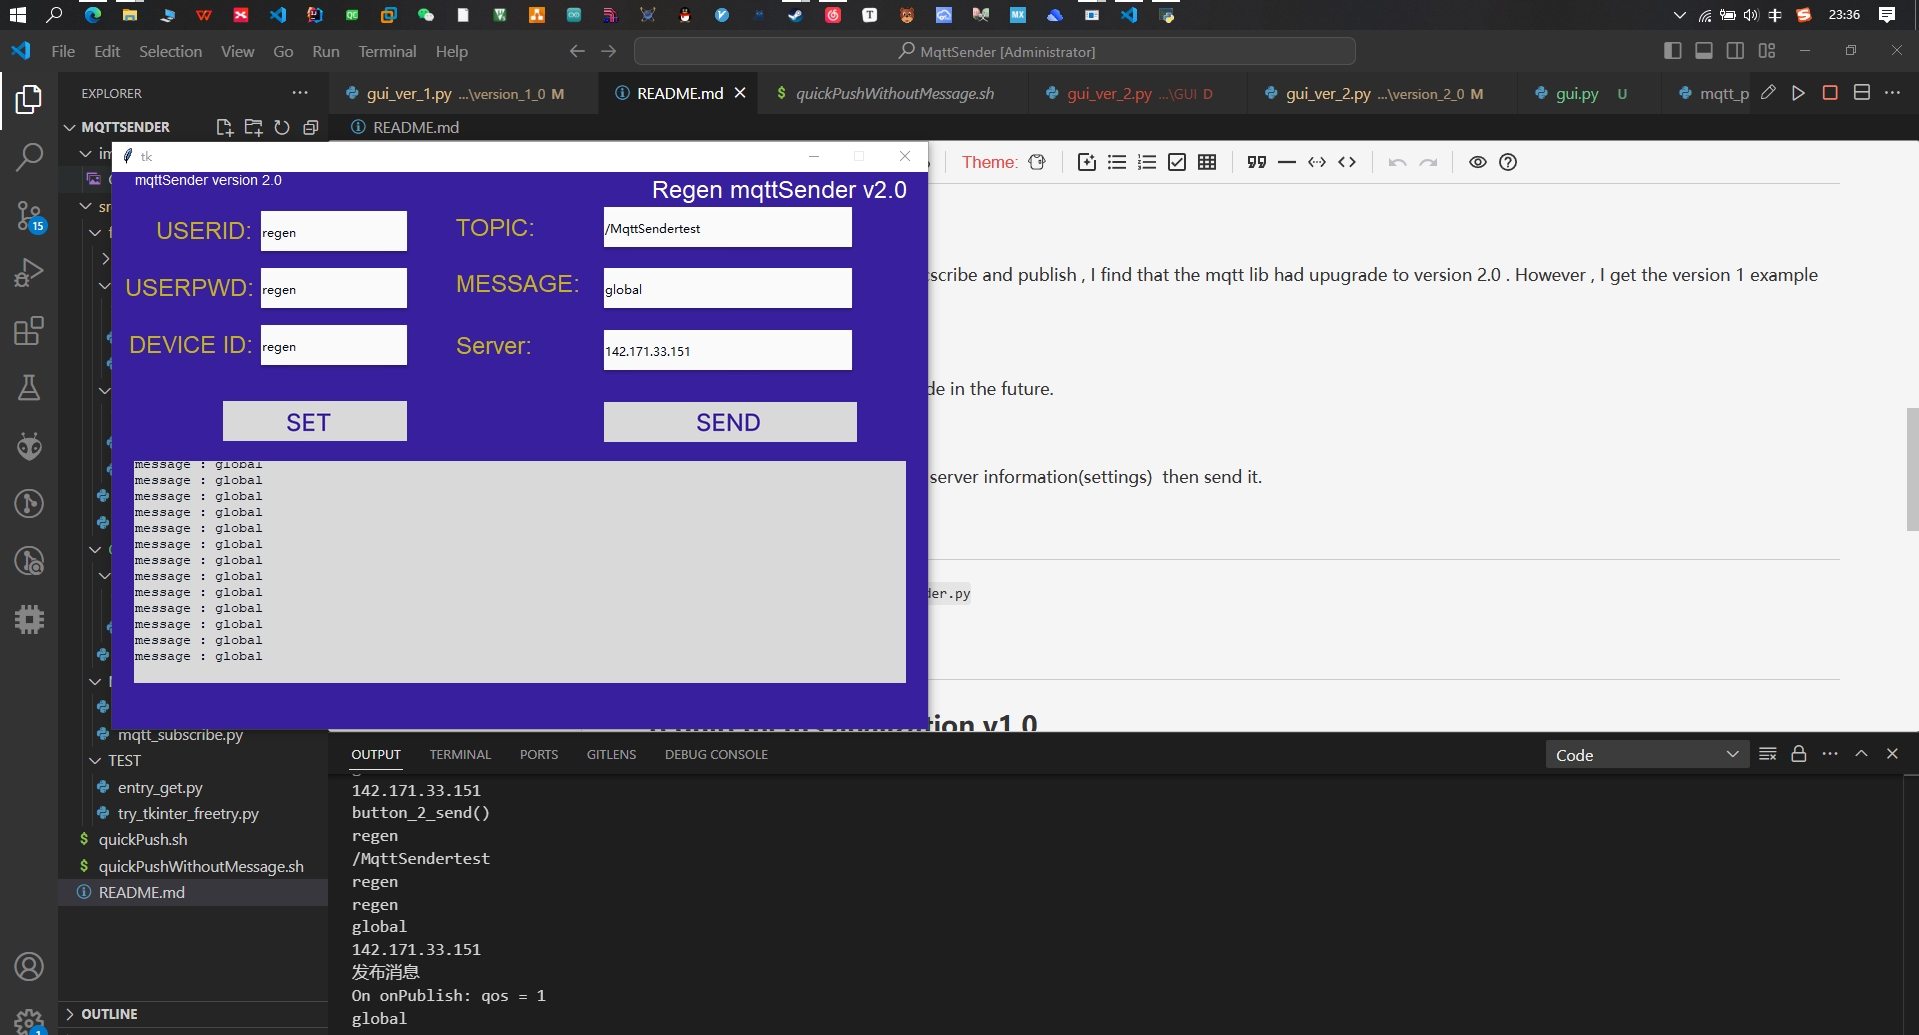 23:36
File Edit Selection View Go Run Terminal Help
MqttSender [Administrator]
EXPLORER
gui_ver_1.py ...\version_1_0 M
README.md
quickPushWithoutMessage.sh
gui_ver_2.py ...\GUI D
gui_ver_2.py ...\version_2_0 M
gui.py U
mqtt_p
MQTTSENDER
README.md
tk
Theme:
mqttSender version 2.0
Regen mqttSender v2.0
USERID: regen
TOPIC: /MqttSendertest
USERPWD: regen
MESSAGE: global
DEVICE ID: regen
Server: 142.171.33.151
SET
SEND
message : global
message : global
message : global
message : global
message : global
message : global
message : global
message : global
message : global
message : global
message : global
message : global
message : global
scribe and publish , I find that the mqtt lib had upugrade to version 2.0 . However , I get the version 1 example
de in the future.
server information(settings)  then send it.
der.py
tion v1.0
15
mqtt_subscribe.py
TEST
entry_get.py
try_tkinter_freetry.py
quickPush.sh
quickPushWithoutMessage.sh
README.md
OUTLINE
OUTPUT TERMINAL PORTS GITLENS DEBUG CONSOLE
Code
142.171.33.151
button_2_send()
regen
/MqttSendertest
regen
regen
global
142.171.33.151
发布消息
On onPublish: qos = 1
global